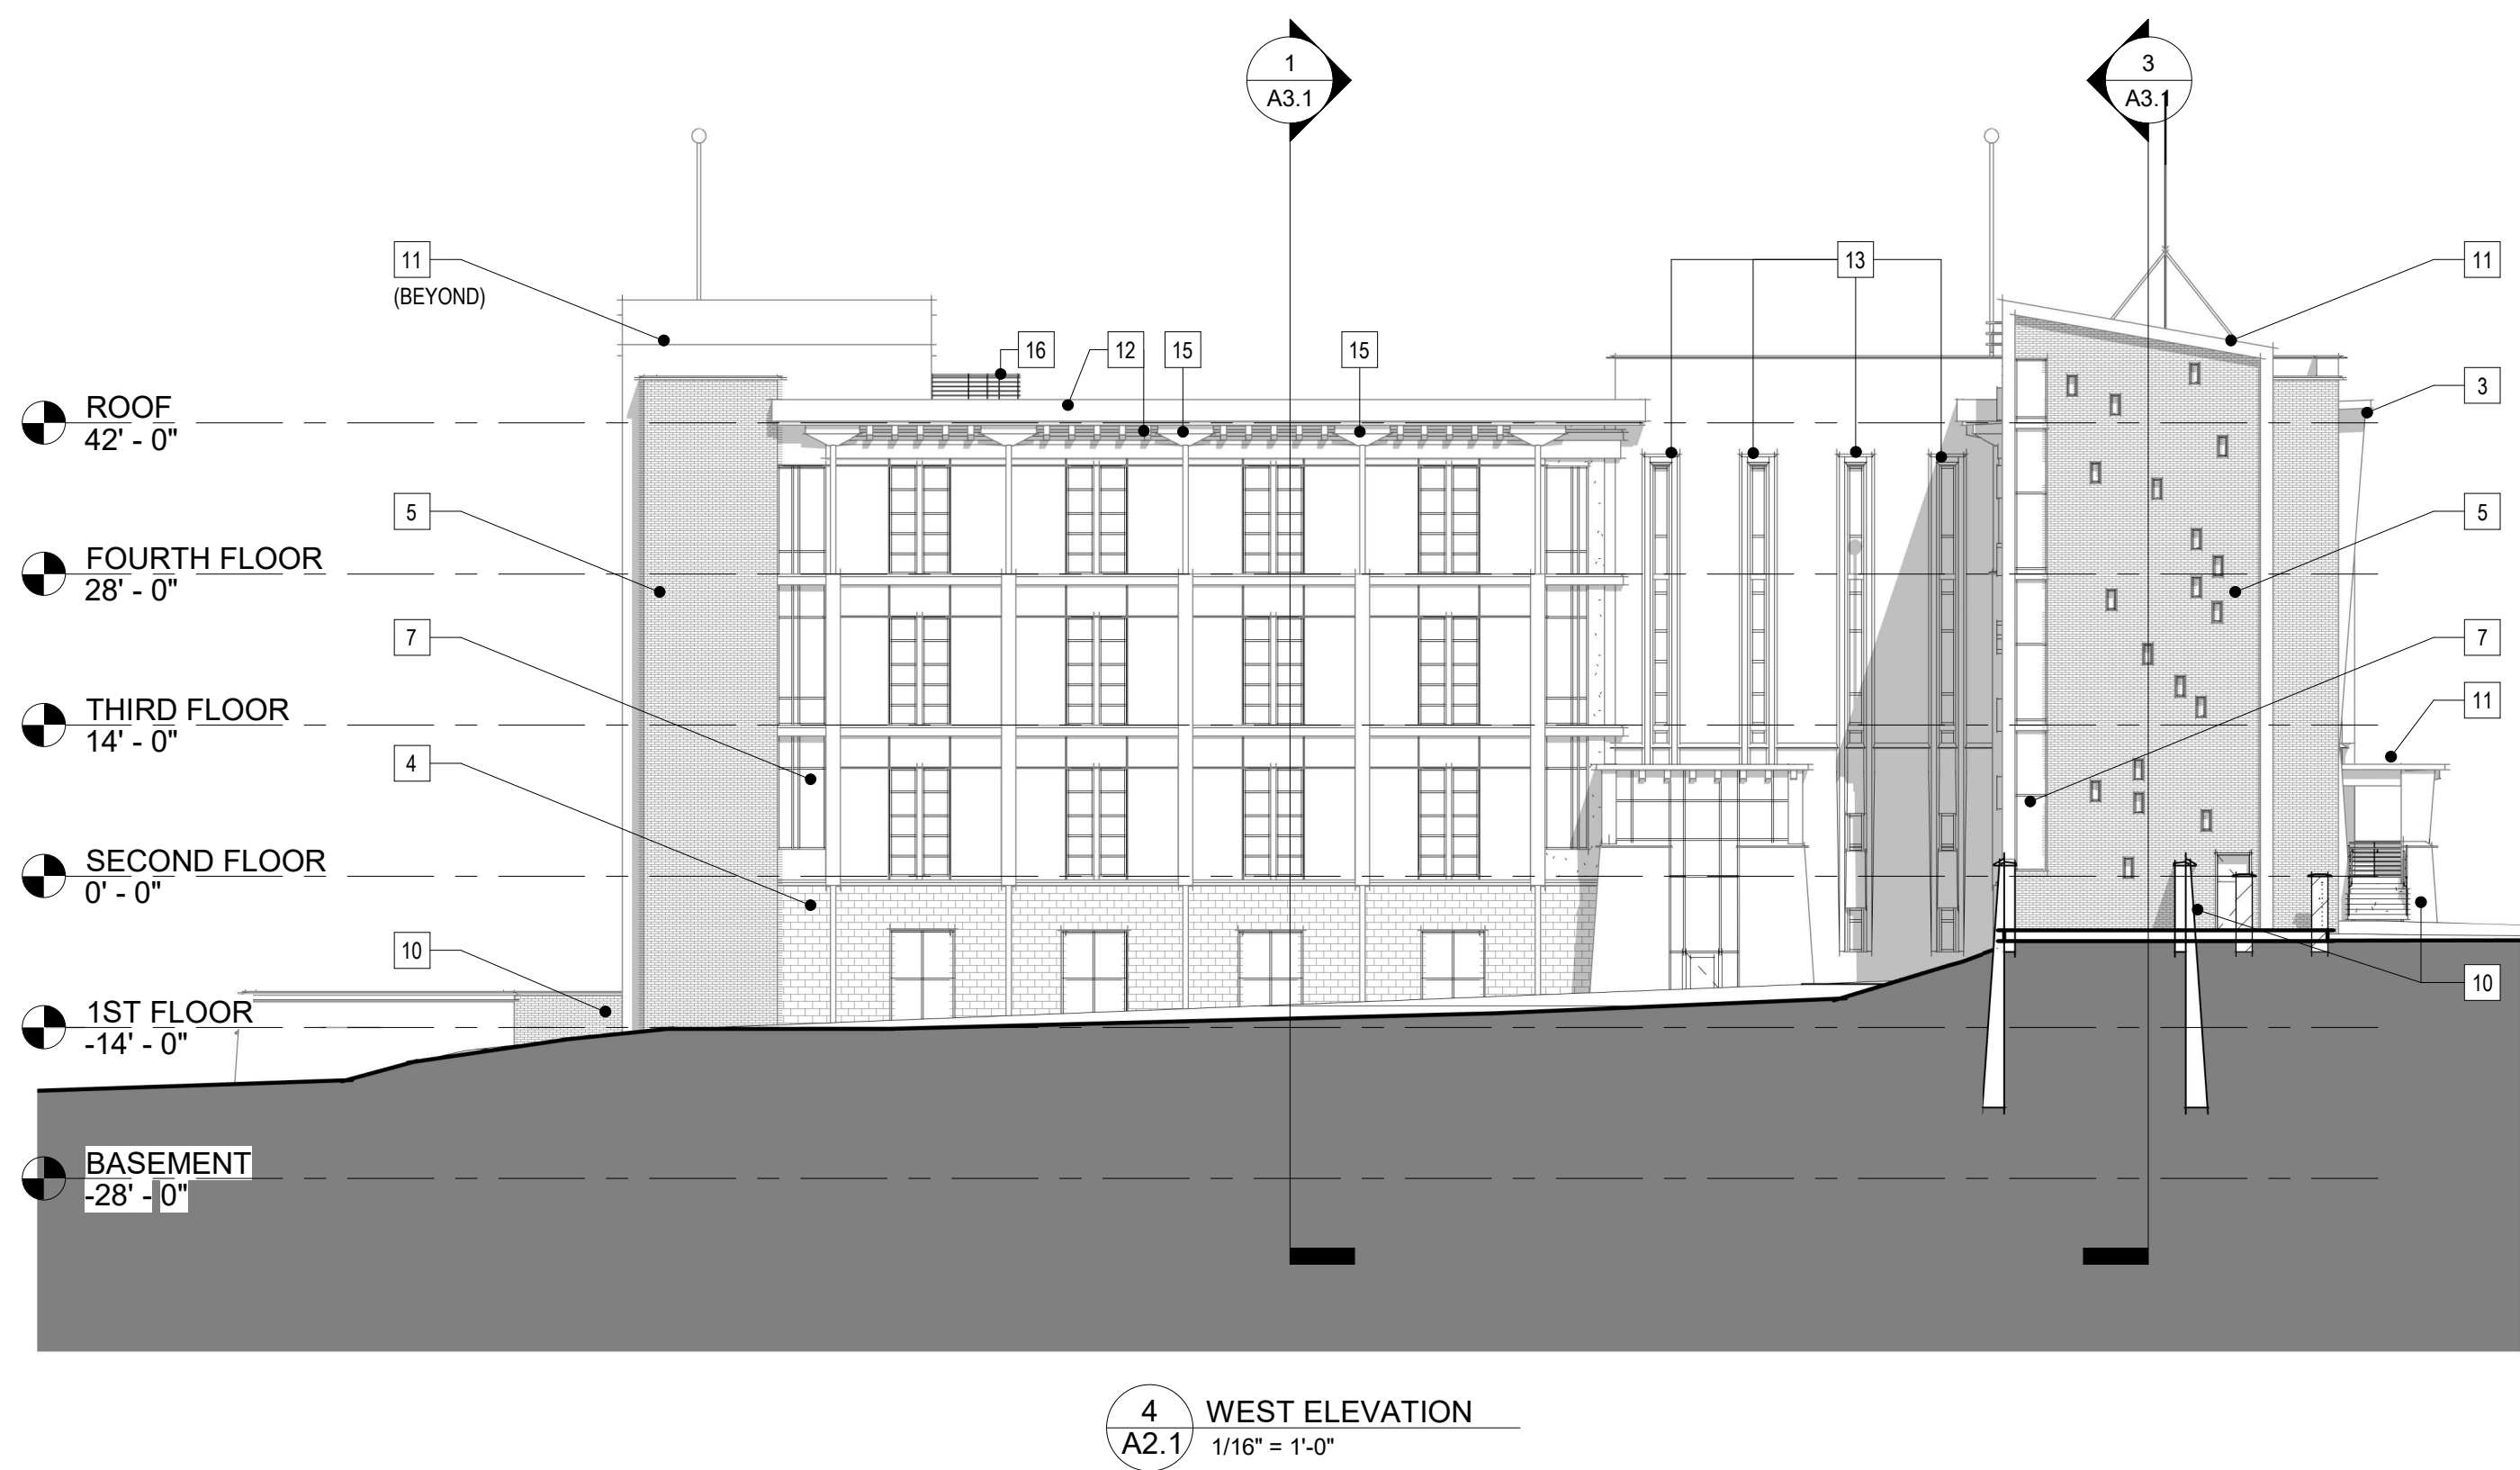 1
A3.1
3
A3.1
11
(BEYOND)
13
11
16
12
15
15
3
ROOF
42' - 0"
5
5
FOURTH FLOOR
28' - 0"
7
7
THIRD FLOOR
14' - 0"
11
4
SECOND FLOOR
0' - 0"
10
10
1ST FLOOR
-14' - 0"
BASEMENT
-28' - 0"
4
A2.1
WEST ELEVATION
1/16" = 1'-0"